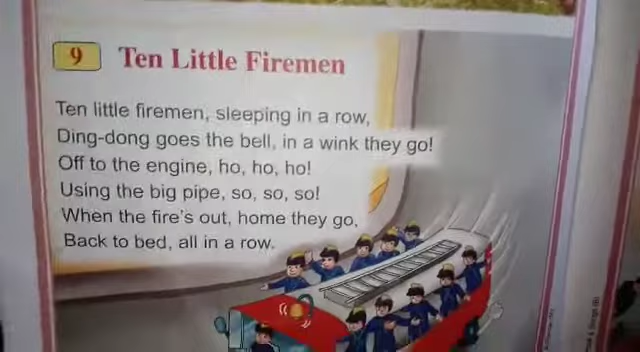 9
Ten Little Firemen
Ten little firemen, sleeping in a row,
Ding-dong goes the bell, in a wink they go!
Off to the engine, ho, ho, ho!
Using the big pipe, so, so, so!
When the fire's out, home they go,
Back to bed, all in a row.